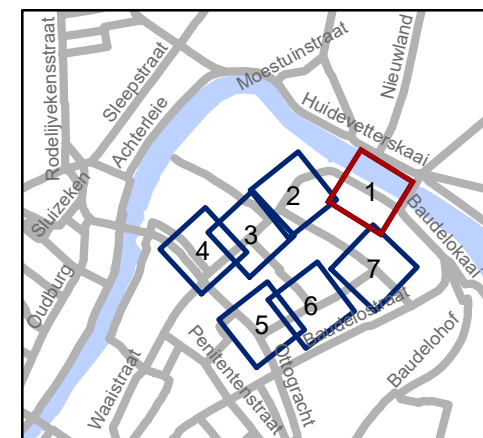 Rodelijvekensstraat
Sleepstraat
Moestuinstraat
Nieuwland
Achterleie
Huidevetterskaai
Sluizeken
1
2
Baudelokaai
3
4
7
Oudburg
6
5
Baudelostraat
Penitentenstraat
Ottogracht
Baudelohof
Waaistraat